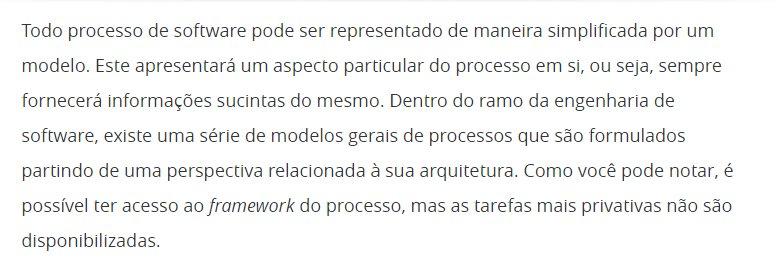 Todo processo de software pode ser representado de maneira simplificada por um
modelo. Este apresentará um aspecto particular do processo em si, ou seja, sempre
fornecerá informações sucintas do mesmo. Dentro do ramo da engenharia de
software, existe uma série de modelos gerais de processos que são formulados
partindo de uma perspectiva relacionada à sua arquitetura. Como você pode notar, é
possível ter acesso ao framework do processo, mas as tarefas mais privativas não são
disponibilizadas.